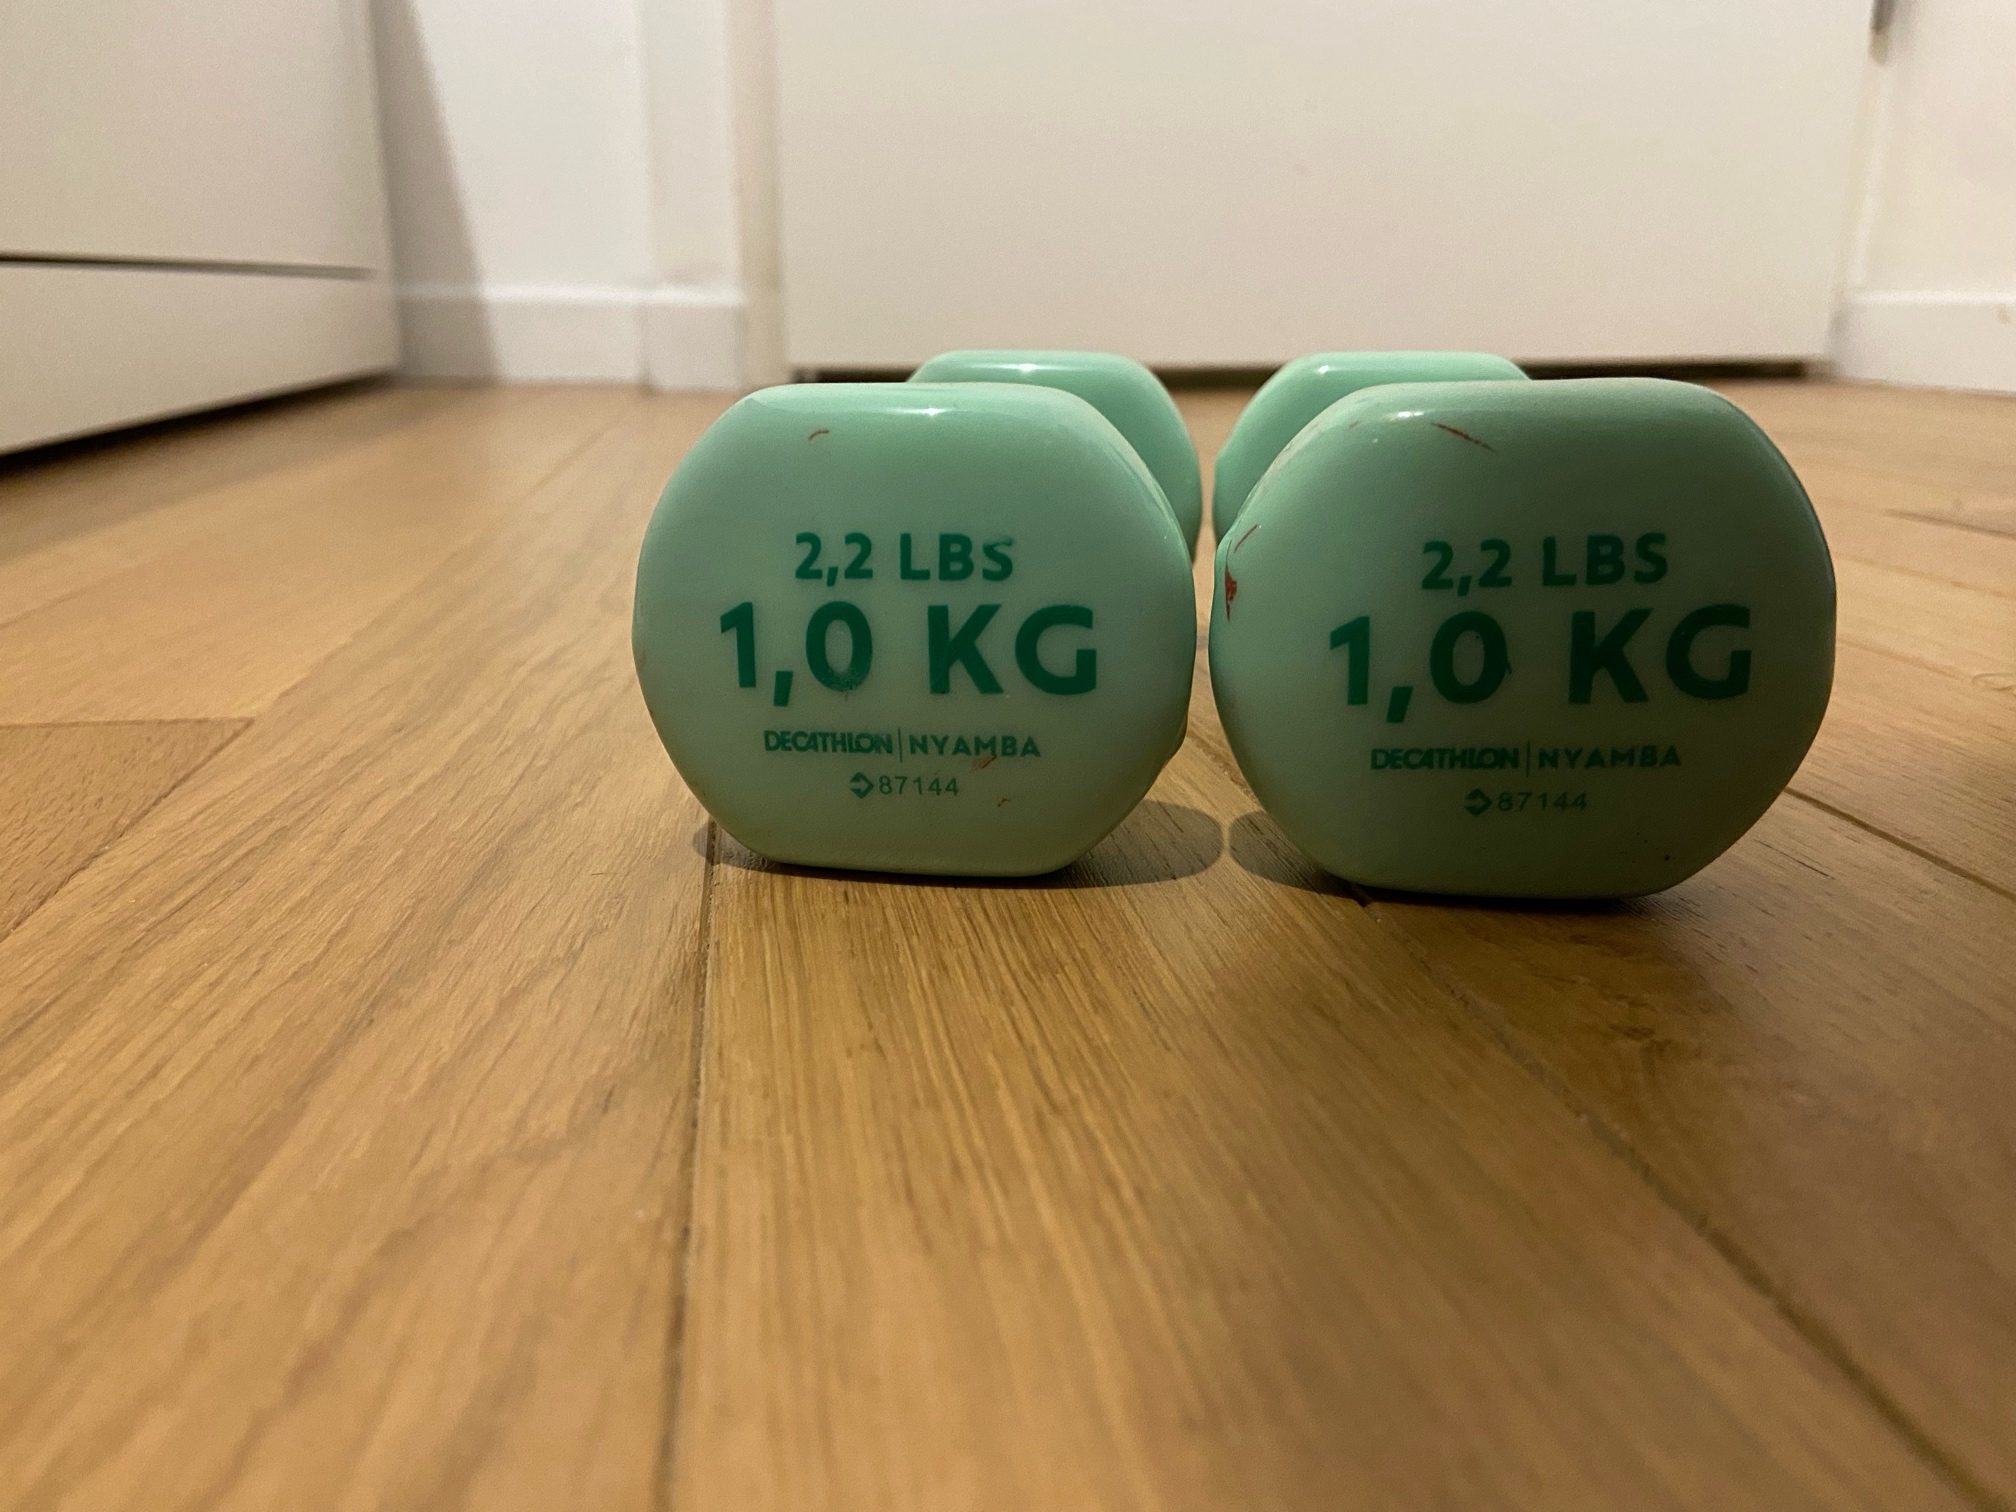 2,2 LBS
1,0 KG
DECATHLON | NYAMBA
87144
2,2 LBS
1,0 KG
DECATHLON | NYAMBA
87144